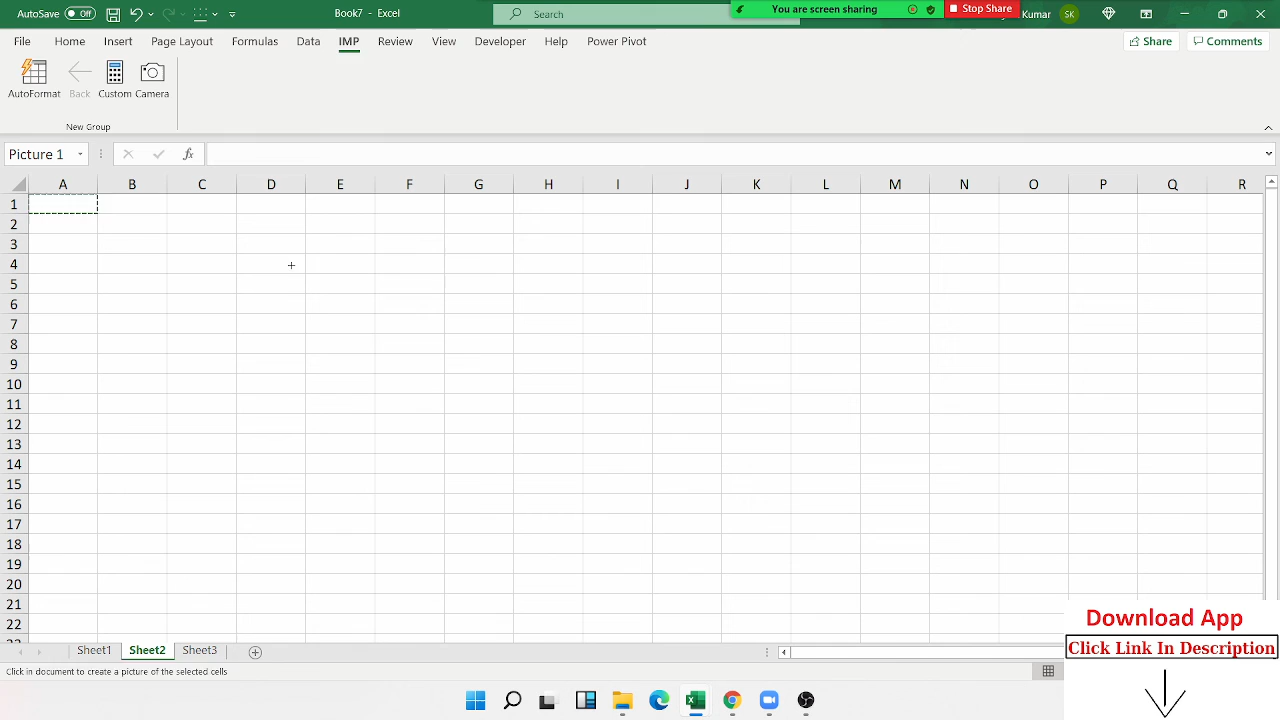 AutoSave Off Book7 - Excel Search You are screen sharing Stop Share Kumar SK
File Home Insert Page Layout Formulas Data IMP Review View Developer Help Power Pivot Share Comments
AutoFormat Back Custom Camera
New Group
Picture 1 fx
A B C D E F G H I J K L M N O P Q R
1
2
3
4
5
6
7
8
9
10
11
12
13
14
15
16
17
18
19
20
21
22
Download App
Click Link In Description
Sheet1 Sheet2 Sheet3
Click in document to create a picture of the selected cells